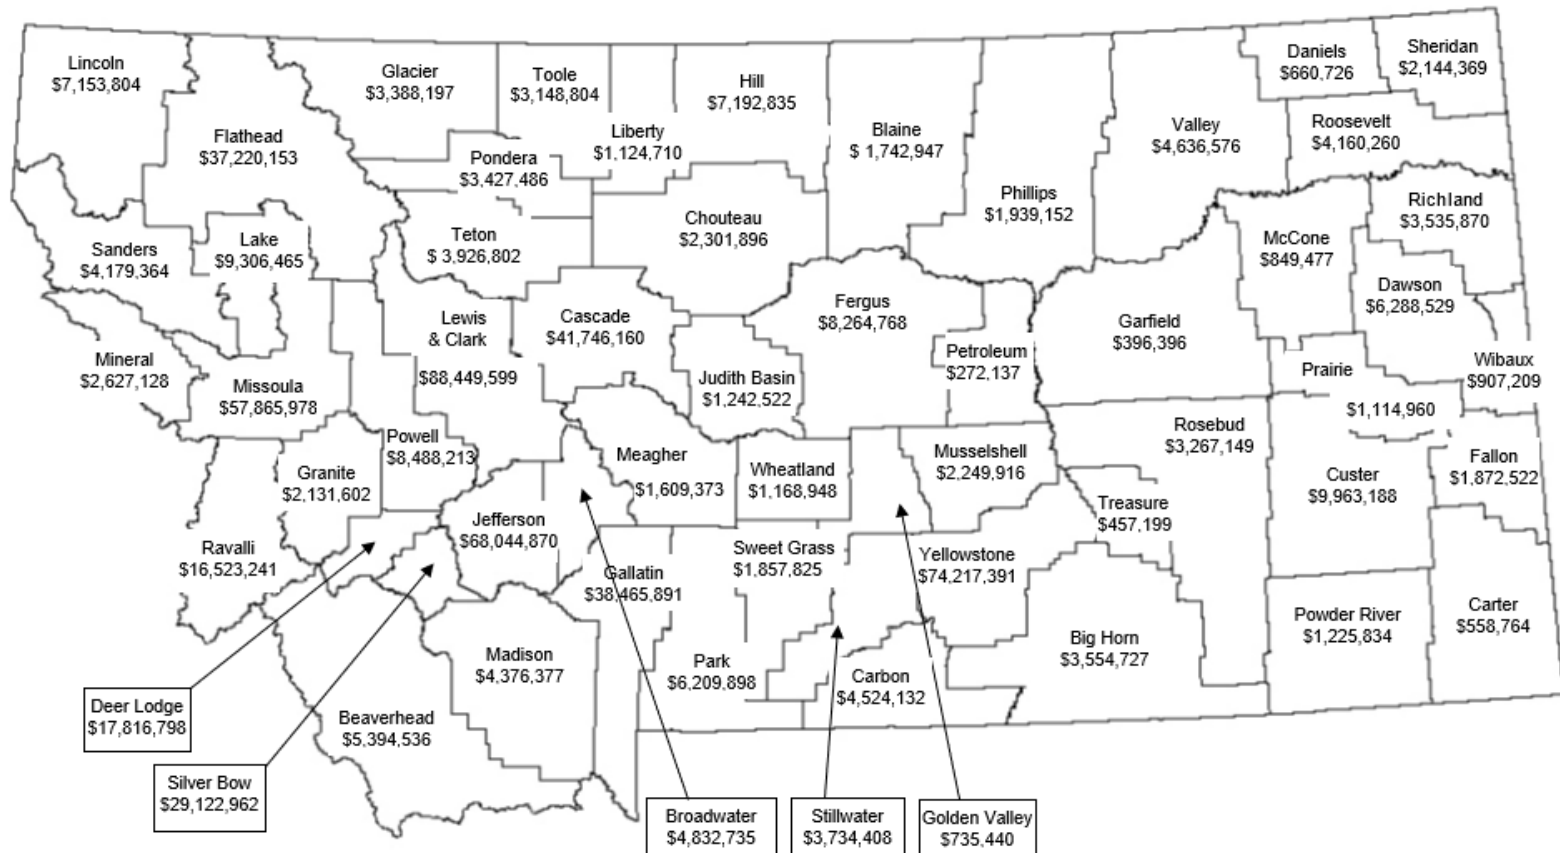 Lincoln
$7,153,804
Flathead
$37,220,153
Glacier
$3,388,197
Toole
$3,148,804
Liberty
$1,124,710
Hill
$7,192,835
Blaine
$ 1,742,947
Phillips
$1,939,152
Valley
$4,636,576
Daniels
$660,726
Sheridan
$2,144,369
Roosevelt
$4,160,260
Pondera
$3,427,486
Sanders
$4,179,364
Lake
$9,306,465
Teton
$ 3,926,802
Chouteau
$2,301,896
McCone
$849,477
Richland
$3,535,870
Dawson
$6,288,529
Mineral
$2,627,128
Missoula
$57,865,978
Lewis
& Clark
$88,449,599
Cascade
$41,746,160
Judith Basin
$1,242,522
Fergus
$8,264,768
Petroleum
$272,137
Garfield
$396,396
Prairie
$1,114,960
Wibaux
$907,209
Powell
$8,488,213
Granite
$2,131,602
Meagher
$1,609,373
Wheatland
$1,168,948
Musselshell
$2,249,916
Rosebud
$3,267,149
Treasure
$457,199
Custer
$9,963,188
Fallon
$1,872,522
Ravalli
$16,523,241
Jefferson
$68,044,870
Gallatin
$38,465,891
Sweet Grass
$1,857,825
Yellowstone
$74,217,391
Big Horn
$3,554,727
Powder River
$1,225,834
Carter
$558,764
Madison
$4,376,377
Park
$6,209,898
Carbon
$4,524,132
Deer Lodge
$17,816,798
Beaverhead
$5,394,536
Silver Bow
$29,122,962
Broadwater
$4,832,735
Stillwater
$3,734,408
Golden Valley
$735,440